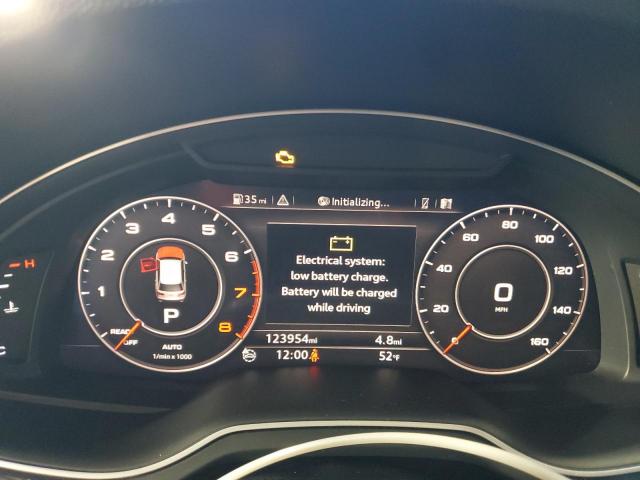 35 mi Initializing...
Electrical system:
low battery charge.
Battery will be charged
while driving
1 2 3 4 5 6 7 8
P
READY
OFF
AUTO
1/min x 1000
0 20 40 60 80 100 120 140 160
0
MPH
123954mi 4.8mi
12:00 52°F
H
C